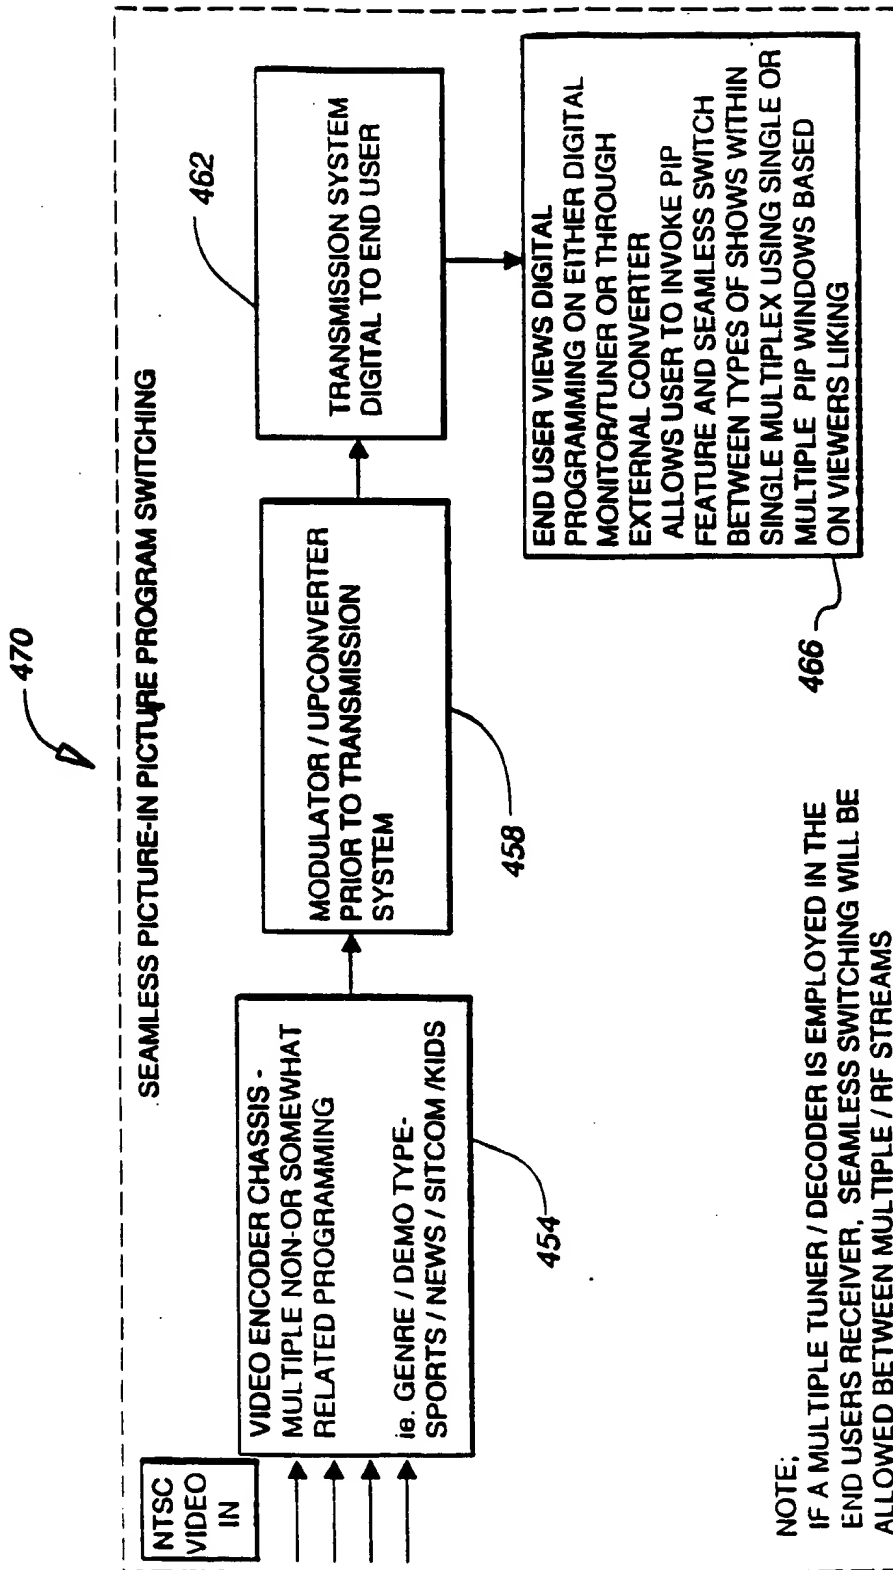 470
SEAMLESS PICTURE-IN PICTURE PROGRAM SWITCHING
NTSC
VIDEO
IN
VIDEO ENCODER CHASSIS -
MULTIPLE NON-OR SOMEWHAT
RELATED PROGRAMMING
ie. GENRE / DEMO TYPE-
SPORTS / NEWS / SITCOM /KIDS
454
MODULATOR / UPCONVERTER
PRIOR TO TRANSMISSION
SYSTEM
458
TRANSMISSION SYSTEM
DIGITAL TO END USER
462
END USER VIEWS DIGITAL
PROGRAMMING ON EITHER DIGITAL
MONITOR/TUNER OR THROUGH
EXTERNAL CONVERTER
ALLOWS USER TO INVOKE PIP
FEATURE AND SEAMLESS SWITCH
BETWEEN TYPES OF SHOWS WITHIN
SINGLE MULTIPLEX USING SINGLE OR
MULTIPLE PIP WINDOWS BASED
ON VIEWERS LIKING
466
NOTE;
IF A MULTIPLE TUNER / DECODER IS EMPLOYED IN THE
END USERS RECEIVER, SEAMLESS SWITCHING WILL BE
ALLOWED BETWEEN MULTIPLE / RF STREAMS